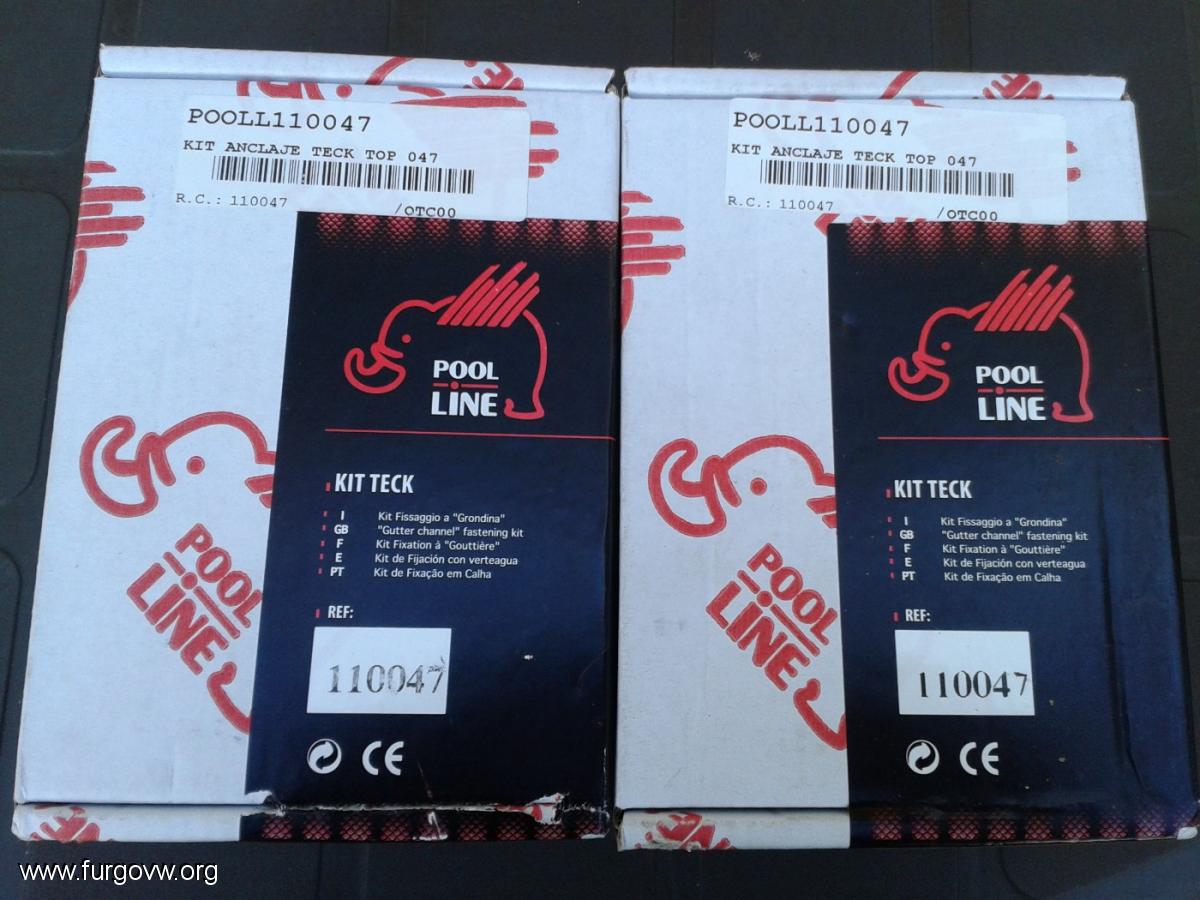 POOLL110047
KIT ANCLAJE TECK TOP 047
R.C.: 110047 /OTC00
POOL
LINE
POOL
LINE
KIT TECK
I Kit Fissaggio a "Grondina"
GB "Gutter channel" fastening kit
F Kit Fixation à "Gouttière"
E Kit de Fijación con verteagua
PT Kit de Fixação em Calha
REF:
110047
CE
POOLL110047
KIT ANCLAJE TECK TOP 047
R.C.: 110047 /OTC00
POOL
LINE
POOL
LINE
KIT TECK
I Kit Fissaggio a "Grondina"
GB "Gutter channel" fastening kit
F Kit Fixation à "Gouttière"
E Kit de Fijación con verteagua
PT Kit de Fixação em Calha
REF:
110047
CE
www.furgovw.org